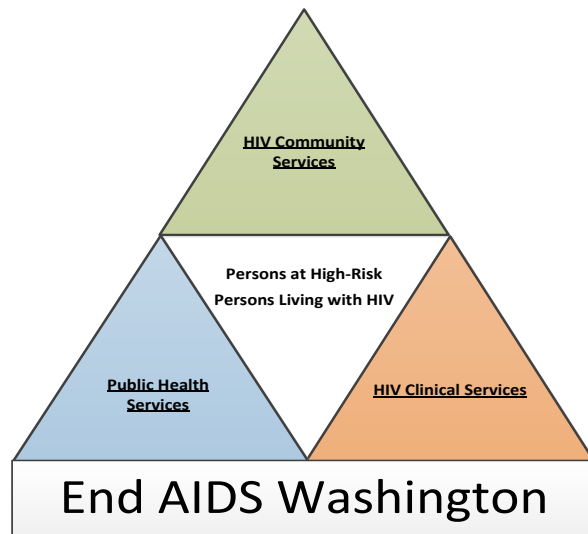 HIV Community
Services
Persons at High-Risk
Persons Living with HIV
Public Health
Services
HIV Clinical Services
End AIDS Washington